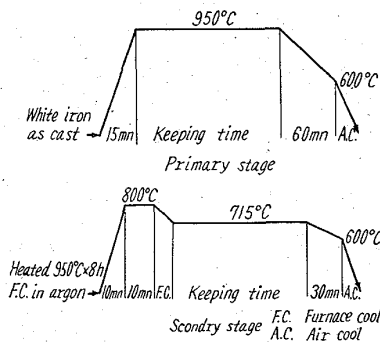 950°C
600°C
White iron
as cast
15mn Keeping time 60mn A.C.
Primary stage
800°C
715°C
600°C
Heated 950°C×8h
F.C. in argon
10mn 10mn F.C. Keeping time 30mn A.C.
Scondry stage F.C. Furnace cool
A.C. Air cool